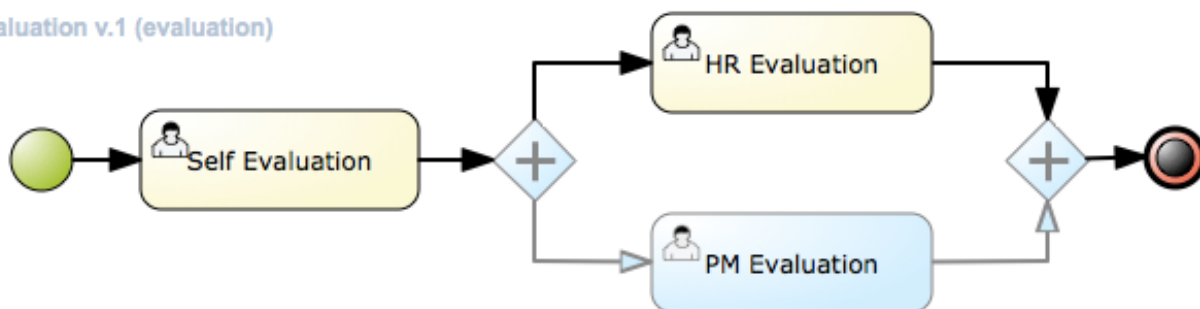 aluation v.1 (evaluation)
HR Evaluation
Self Evaluation
PM Evaluation